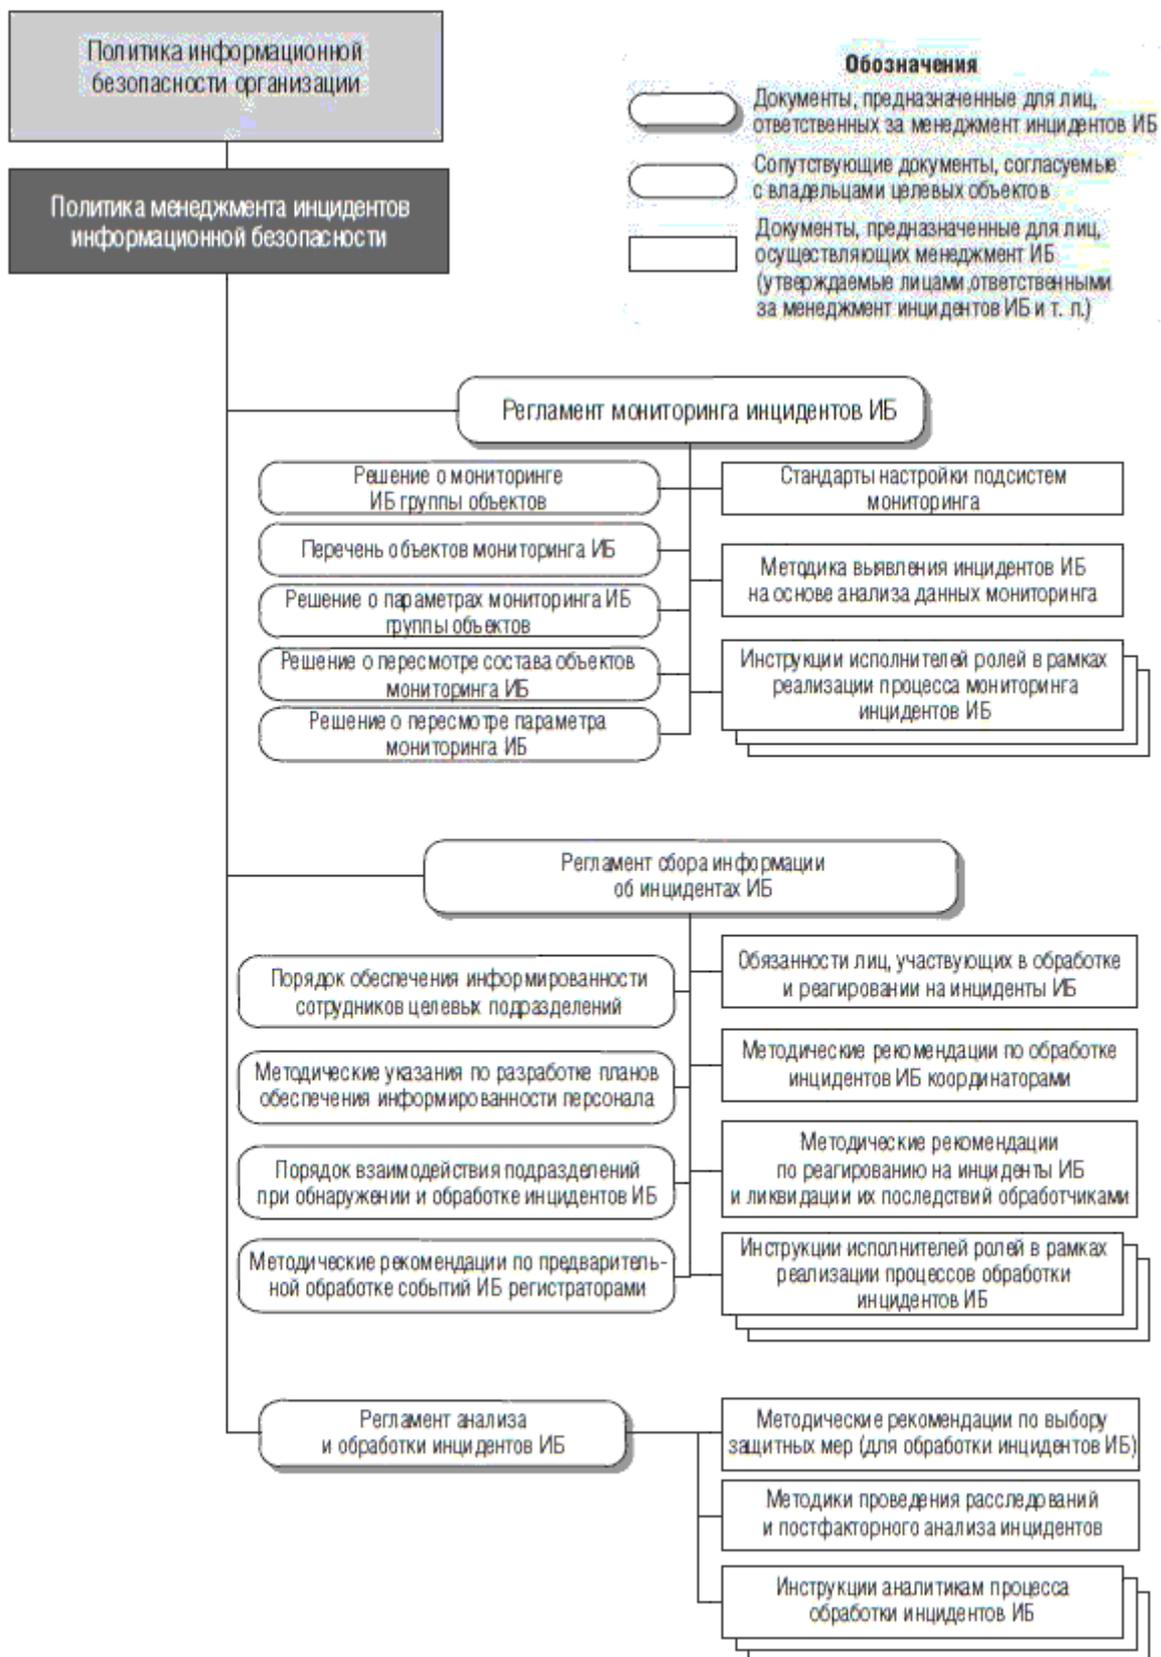 Политика информационной
безопасности организации
Политика менеджмента инцидентов
информационной безопасности
Обозначения
Документы, предназначенные для лиц,
ответственных за менеджмент инцидентов ИБ
Сопутствующие документы, согласуемые
с владельцами целевых объектов
Документы, предназначенные для лиц,
осуществляющих менеджмент ИБ
(утверждаемые лицами,ответственными
за менеджмент инцидентов ИБ и т. п.)
Регламент мониторинга инцидентов ИБ
Решение о мониторинге
ИБ группы объектов
Перечень объектов мониторинга ИБ
Решение о параметрах мониторинга ИБ
группы объектов
Решение о пересмотре состава объектов
мониторинга ИБ
Решение о пересмотре параметра
мониторинга ИБ
Стандарты настройки подсистем
мониторинга
Методика выявления инцидентов ИБ
на основе анализа данных мониторинга
Инструкции исполнителей ролей в рамках
реализации процесса мониторинга
инцидентов ИБ
Регламент сбора информации
об инцидентах ИБ
Порядок обеспечения информированности
сотрудников целевых подразделений
Методические указания по разработке планов
обеспечения информированности персонала
Порядок взаимодействия подразделений
при обнаружении и обработке инцидентов ИБ
Методические рекомендации по предваритель-
ной обработке событий ИБ регистраторами
Обязанности лиц, участвующих в обработке
и реагировании на инциденты ИБ
Методические рекомендации по обработке
инцидентов ИБ координаторами
Методические рекомендации
по реагированию на инциденты ИБ
и ликвидации их последствий обработчиками
Инструкции исполнителей ролей в рамках
реализации процессов обработки
инцидентов ИБ
Регламент анализа
и обработки инцидентов ИБ
Методические рекомендации по выбору
защитных мер (для обработки инцидентов ИБ)
Методики проведения расследований
и постфакторного анализа инцидентов
Инструкции аналитикам процесса
обработки инцидентов ИБ